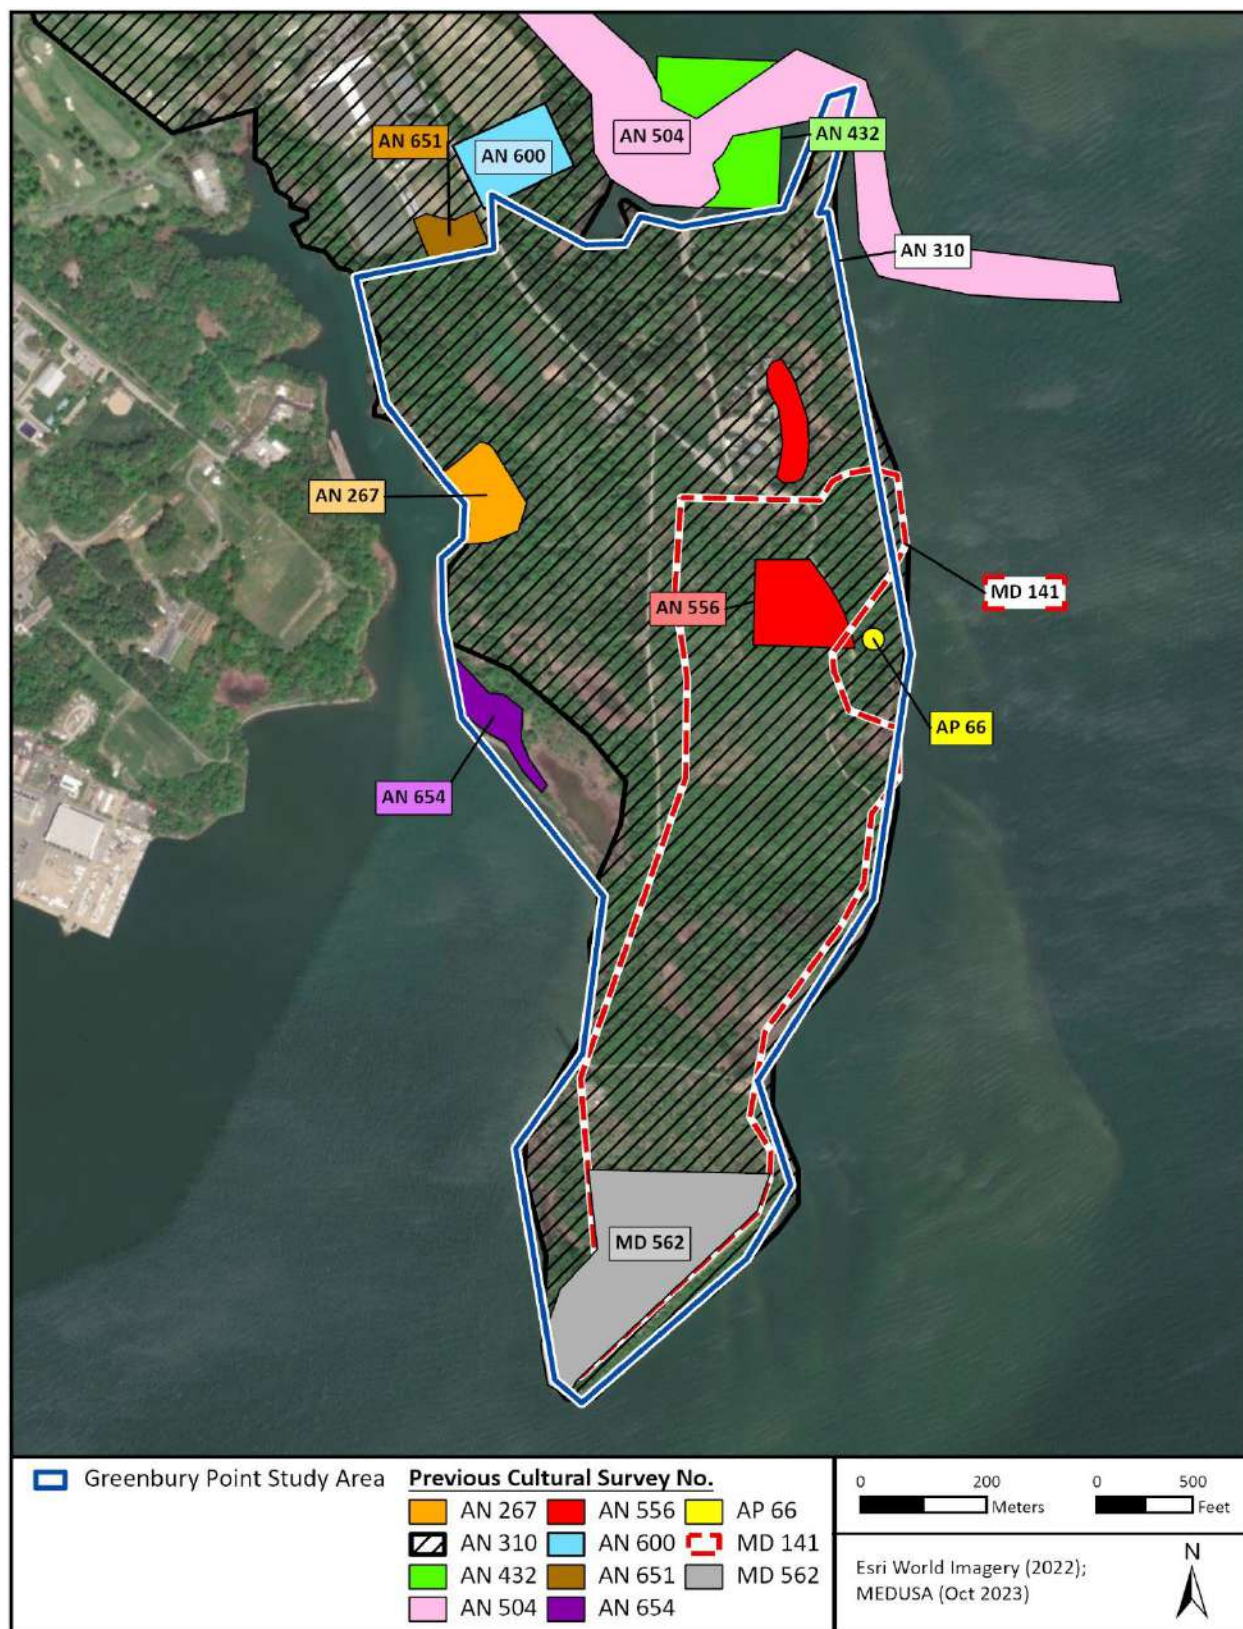 AN 651
AN 600
AN 504
AN 432
AN 310
AN 267
MD 141
AN 556
AP 66
AN 654
MD 562
Greenbury Point Study Area
Previous Cultural Survey No.
AN 267
AN 310
AN 432
AN 504
AN 556
AN 600
AN 651
AN 654
AP 66
MD 141
MD 562
0 200
Meters
0 500
Feet
Esri World Imagery (2022);
MEDUSA (Oct 2023)
N